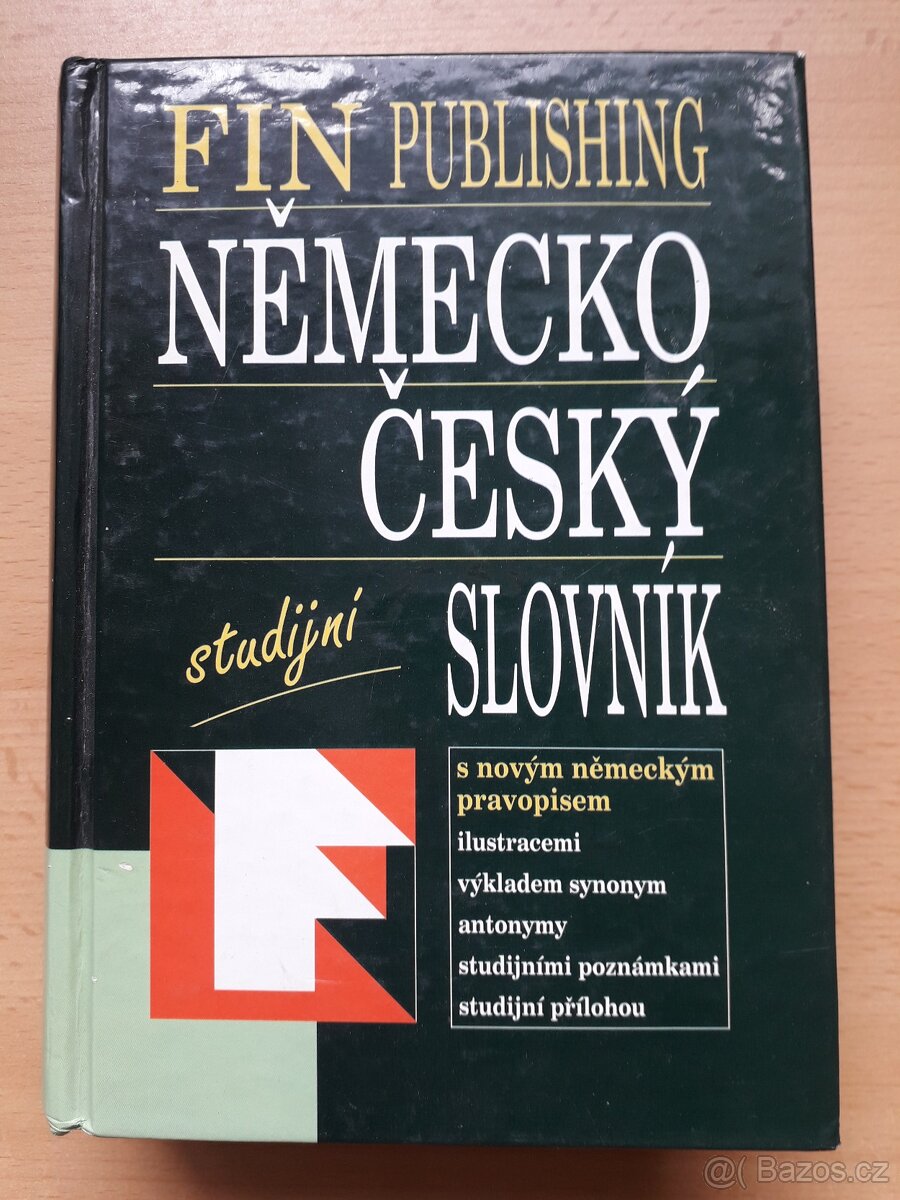 FIN PUBLISHING
NĚMECKO
ČESKÝ
studijní
SLOVNÍK
s novým německým
pravopisem
ilustracemi
výkladem synonym
antonymy
studijními poznámkami
studijní přílohou
@( Bazos.cz